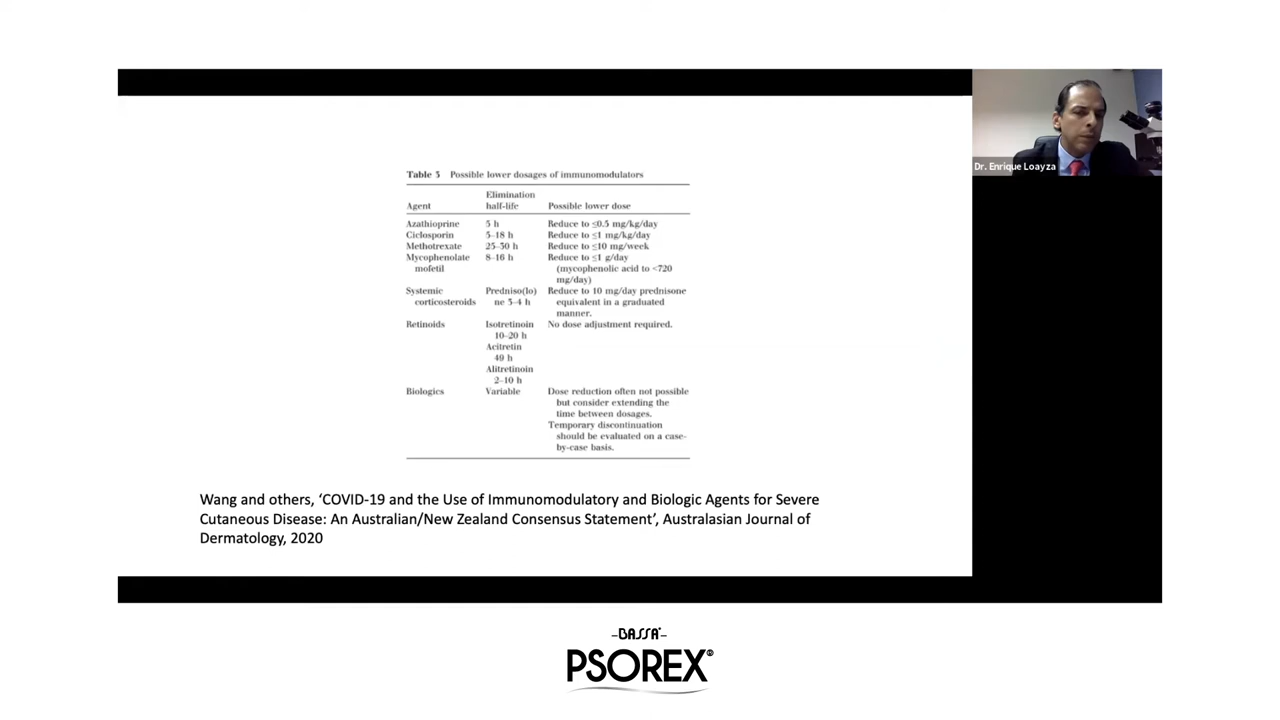 Table 3 Possible lower dosages of immunomodulators
Elimination
Agent half-life Possible lower dose
Azathioprine 5 h Reduce to ≤0.5 mg/kg/day
Ciclosporin 5–18 h Reduce to ≤1 mg/kg/day
Methotrexate 25–30 h Reduce to ≤10 mg/week
Mycophenolate 8–16 h Reduce to ≤1 g/day
mofetil (mycophenolic acid to <720
mg/day)
Systemic Predniso(lo) Reduce to 10 mg/day prednisone
corticosteroids ne 3–4 h equivalent in a graduated
manner.
Retinoids Isotretinoin No dose adjustment required.
10–20 h
Acitretin
49 h
Alitretinoin
2–10 h
Biologics Variable Dose reduction often not possible
but consider extending the
time between dosages.
Temporary discontinuation
should be evaluated on a case-
by-case basis.
Wang and others, ‘COVID-19 and the Use of Immunomodulatory and Biologic Agents for Severe
Cutaneous Disease: An Australian/New Zealand Consensus Statement’, Australasian Journal of
Dermatology, 2020
Dr. Enrique Loayza
BASSA
PSOREX®